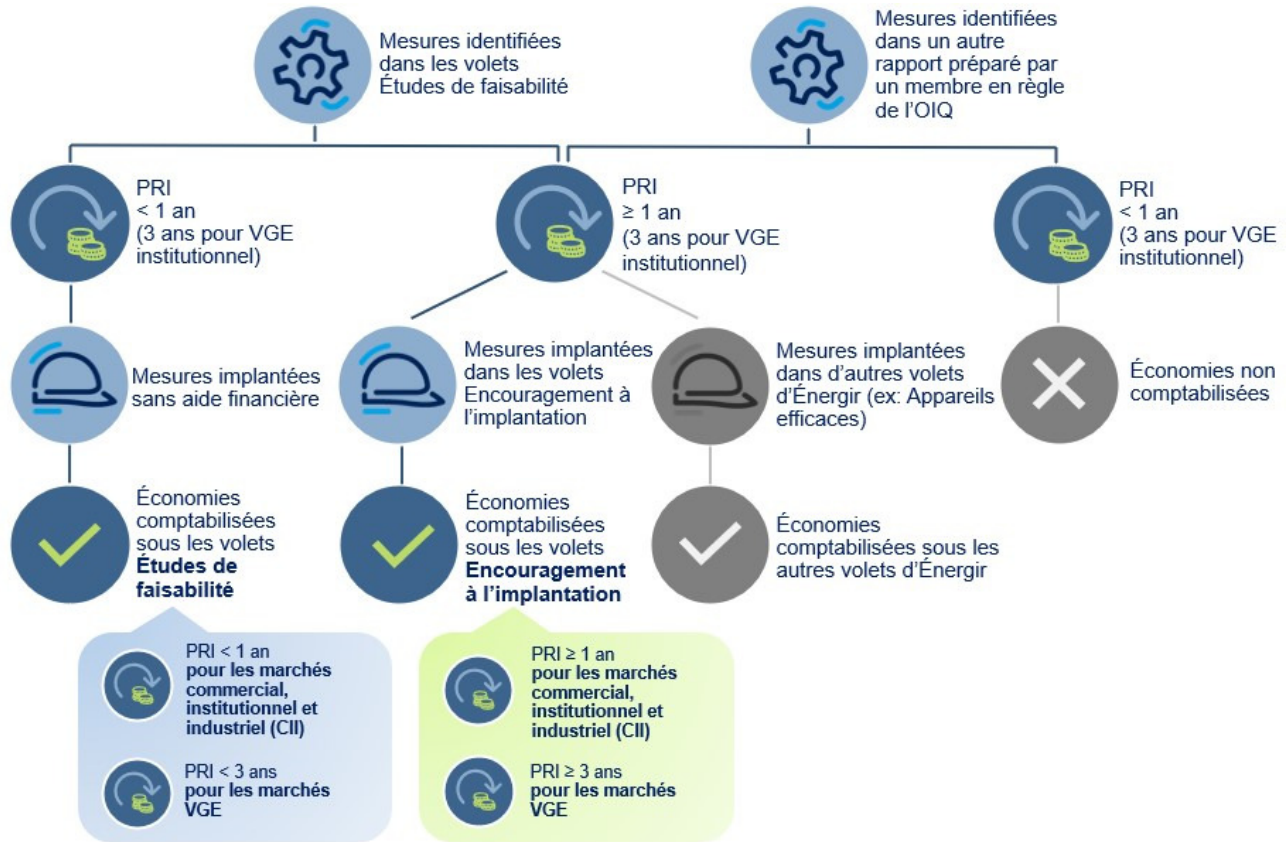 Mesures identifiées
dans les volets
Études de faisabilité
Mesures identifiées
dans un autre
rapport préparé par
un membre en règle
de l'OIQ
PRI
< 1 an
(3 ans pour VGE
institutionnel)
PRI
≥ 1 an
(3 ans pour VGE
institutionnel)
PRI
< 1 an
(3 ans pour VGE
institutionnel)
Mesures implantées
sans aide financière
Mesures implantées
dans les volets
Encouragement à
l'implantation
Mesures implantées
dans d'autres volets
d'Énergir (ex: Appareils
efficaces)
Économies non
comptabilisées
Économies
comptabilisées
sous les volets
Études de
faisabilité
Économies
comptabilisées
sous les volets
Encouragement
à l'implantation
Économies
comptabilisées sous les
autres volets d'Énergir
PRI < 1 an
pour les marchés
commercial,
institutionnel et
industriel (CII)
PRI < 3 ans
pour les marchés
VGE
PRI ≥ 1 an
pour les marchés
commercial,
institutionnel et
industriel (CII)
PRI ≥ 3 ans
pour les marchés
VGE